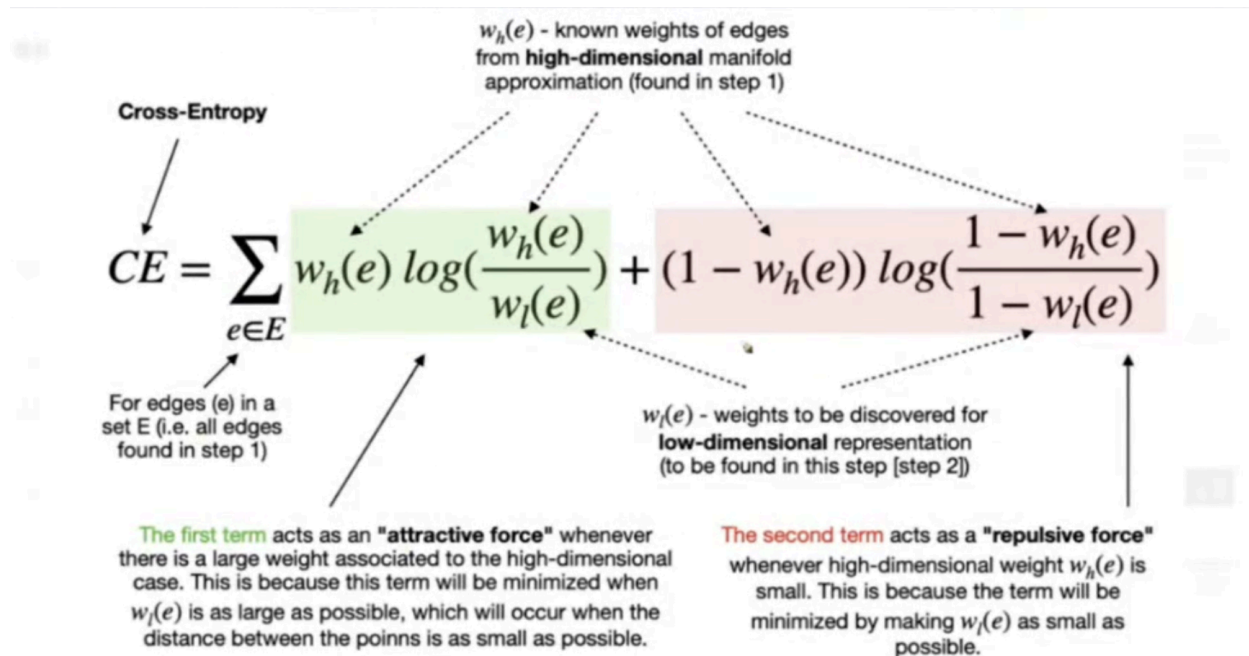 w_h(e) - known weights of edges
from high-dimensional manifold
approximation (found in step 1)
Cross-Entropy
CE = ∑_{e∈E} w_h(e) log(w_h(e)/w_l(e)) + (1 − w_h(e)) log((1 − w_h(e))/(1 − w_l(e)))
For edges (e) in a
set E (i.e. all edges
found in step 1)
w_l(e) - weights to be discovered for
low-dimensional representation
(to be found in this step [step 2])
The first term acts as an "attractive force" whenever
there is a large weight associated to the high-dimensional
case. This is because this term will be minimized when
w_l(e) is as large as possible, which will occur when the
distance between the poinns is as small as possible.
The second term acts as a "repulsive force"
whenever high-dimensional weight w_h(e) is
small. This is because the term will be
minimized by making w_l(e) as small as
possible.